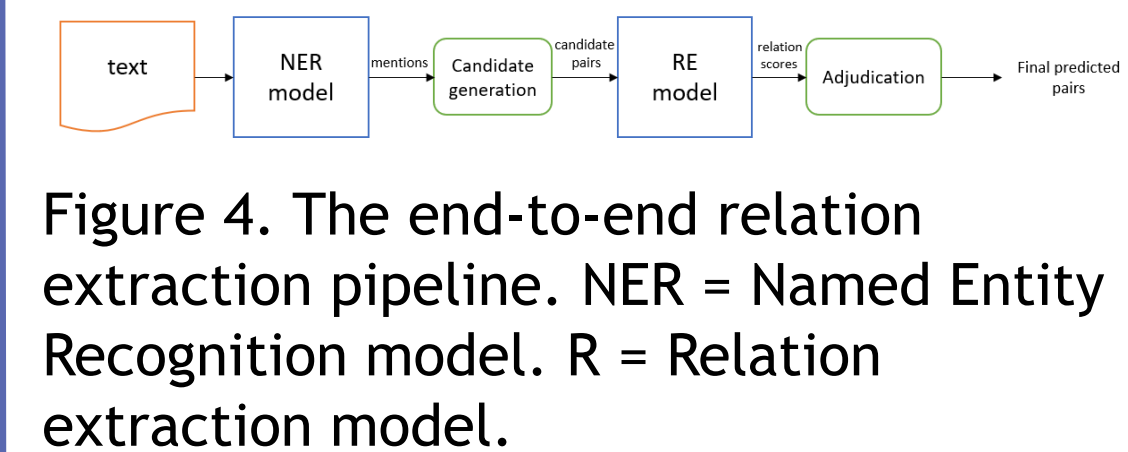 text
NER
model
mentions
Candidate
generation
candidate
pairs
RE
model
relation
scores
Adjudication
Final predicted
pairs
Figure 4. The end-to-end relation
extraction pipeline. NER = Named Entity
Recognition model. R = Relation
extraction model.